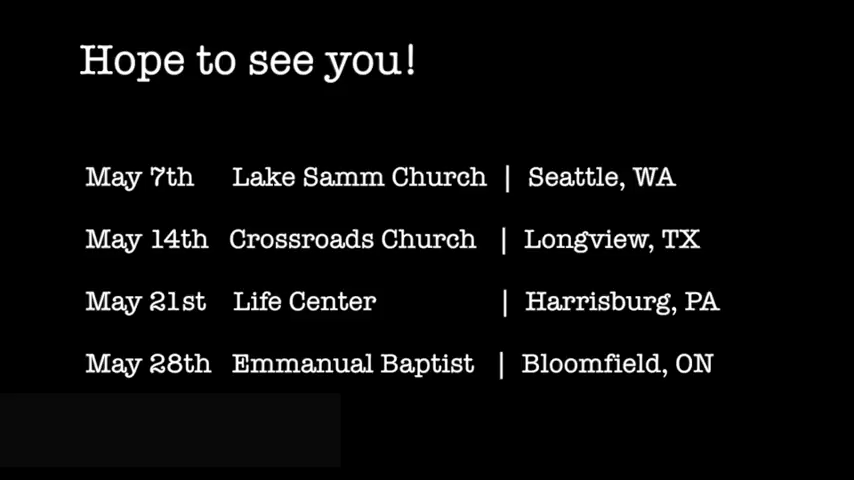 Hope to see you!
May 7th Lake Samm Church | Seattle, WA
May 14th Crossroads Church | Longview, TX
May 21st Life Center | Harrisburg, PA
May 28th Emmanual Baptist | Bloomfield, ON